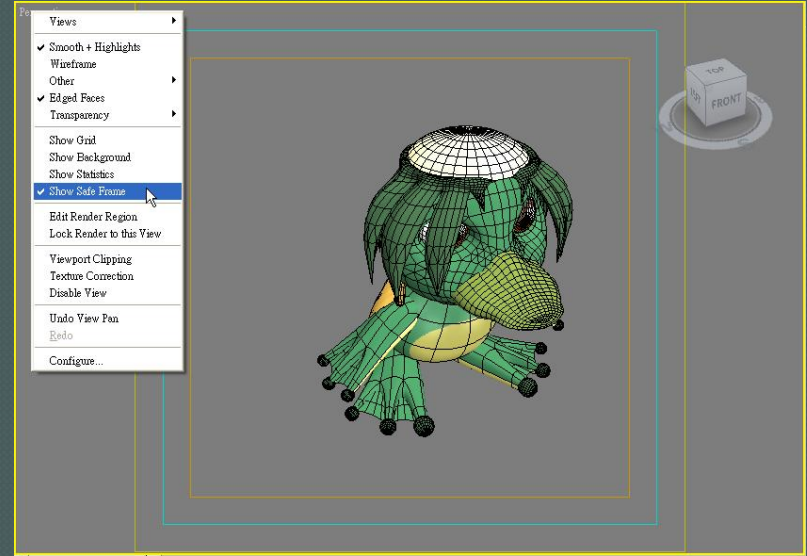 Views
Smooth + Highlights
Wireframe
Other
Edged Faces
Transparency
Show Grid
Show Background
Show Statistics
Show Safe Frame
Edit Render Region
Lock Render to this View
Viewport Clipping
Texture Correction
Disable View
Undo View Pan
Redo
Configure...
TOP
FRONT